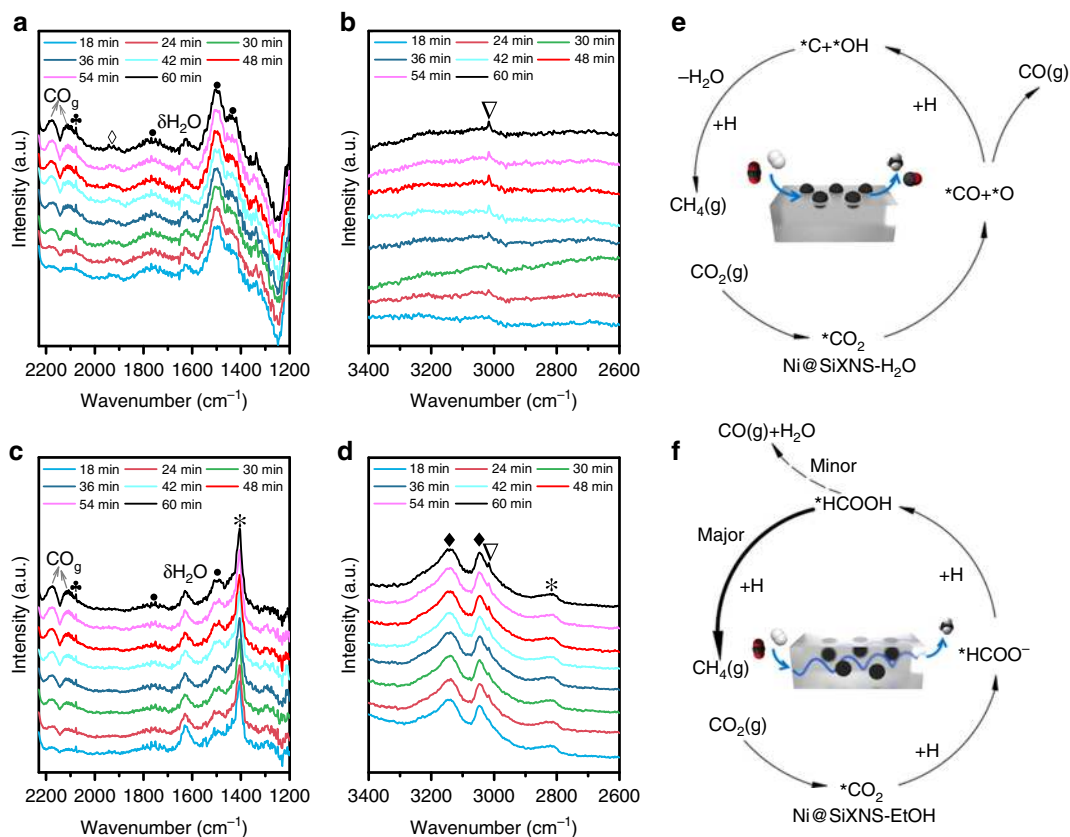 a
18 min 24 min 30 min
36 min 42 min 48 min
54 min 60 min
CO_g
♣
◊
●
δH₂O
●
●
Intensity (a.u.)
2200 2000 1800 1600 1400 1200
Wavenumber (cm⁻¹)
b
18 min 24 min 30 min
36 min 42 min 48 min
54 min 60 min
▽
Intensity (a.u.)
3400 3200 3000 2800 2600
Wavenumber (cm⁻¹)
e
*C+*OH
–H₂O
+H
+H
CO(g)
CH₄(g)
*CO+*O
CO₂(g)
*CO₂
Ni@SiXNS-H₂O
c
18 min 24 min 30 min
36 min 42 min 48 min
54 min 60 min
CO_g
♣
●
δH₂O
●
*
Intensity (a.u.)
2200 2000 1800 1600 1400 1200
Wavenumber (cm⁻¹)
d
18 min 24 min 30 min
36 min 42 min 48 min
54 min 60 min
◆
◆
▽
*
Intensity (a.u.)
3400 3200 3000 2800 2600
Wavenumber (cm⁻¹)
f
CO(g)+H₂O
Minor
*HCOOH
Major
+H
+H
CH₄(g)
*HCOO⁻
CO₂(g)
+H
*CO₂
Ni@SiXNS-EtOH